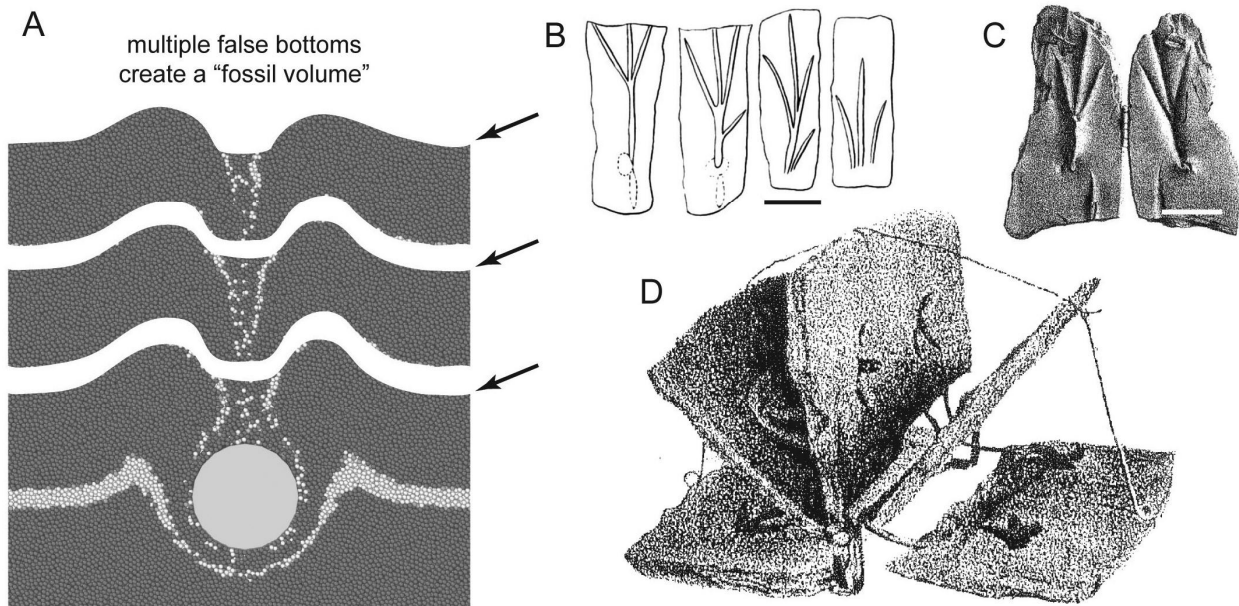 A
multiple false bottoms
create a “fossil volume”
B
C
D